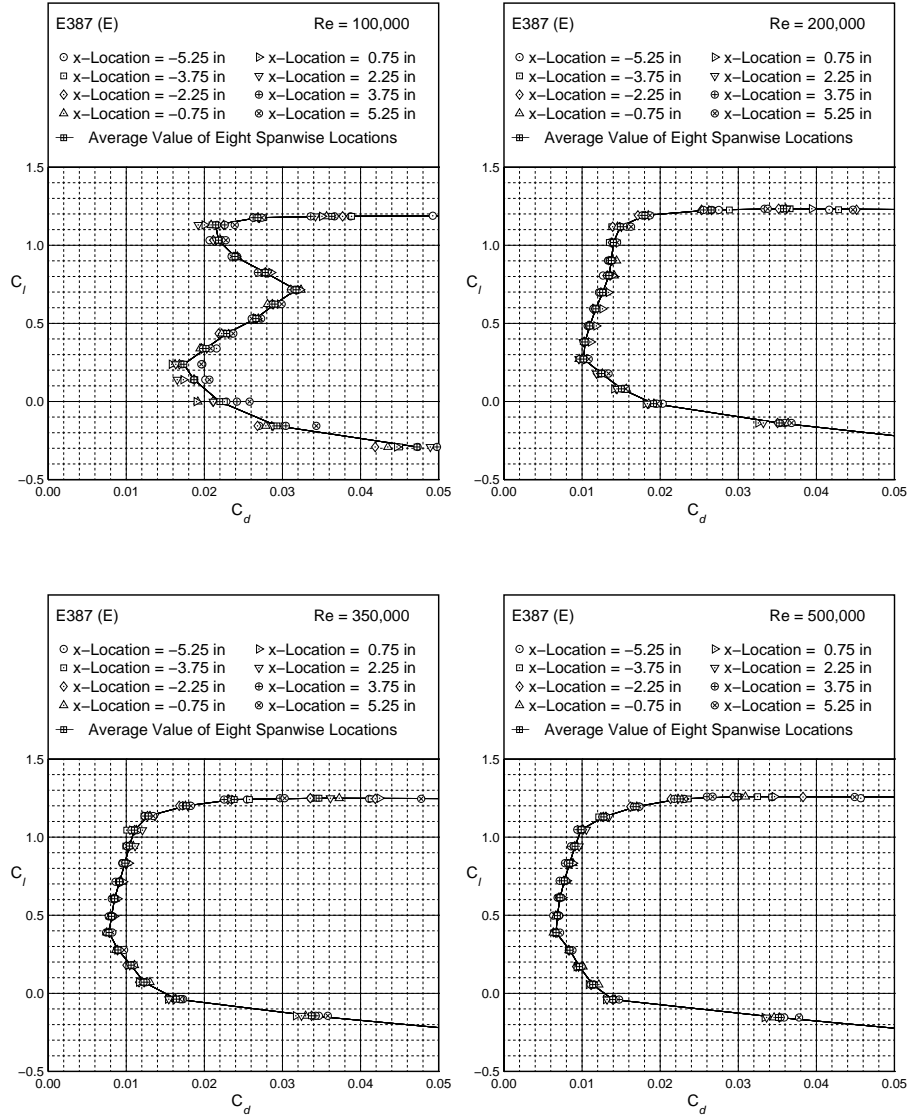 E387 (E) Re = 100,000
x−Location = −5.25 in x−Location = 0.75 in
x−Location = −3.75 in x−Location = 2.25 in
x−Location = −2.25 in x−Location = 3.75 in
x−Location = −0.75 in x−Location = 5.25 in
Average Value of Eight Spanwise Locations
1.5
1.0
C_l
0.5
0.0
−0.5
0.00 0.01 0.02 0.03 0.04 0.05
C_d
E387 (E) Re = 200,000
x−Location = −5.25 in x−Location = 0.75 in
x−Location = −3.75 in x−Location = 2.25 in
x−Location = −2.25 in x−Location = 3.75 in
x−Location = −0.75 in x−Location = 5.25 in
Average Value of Eight Spanwise Locations
1.5
1.0
C_l
0.5
0.0
−0.5
0.00 0.01 0.02 0.03 0.04 0.05
C_d
E387 (E) Re = 350,000
x−Location = −5.25 in x−Location = 0.75 in
x−Location = −3.75 in x−Location = 2.25 in
x−Location = −2.25 in x−Location = 3.75 in
x−Location = −0.75 in x−Location = 5.25 in
Average Value of Eight Spanwise Locations
1.5
1.0
C_l
0.5
0.0
−0.5
0.00 0.01 0.02 0.03 0.04 0.05
C_d
E387 (E) Re = 500,000
x−Location = −5.25 in x−Location = 0.75 in
x−Location = −3.75 in x−Location = 2.25 in
x−Location = −2.25 in x−Location = 3.75 in
x−Location = −0.75 in x−Location = 5.25 in
Average Value of Eight Spanwise Locations
1.5
1.0
C_l
0.5
0.0
−0.5
0.00 0.01 0.02 0.03 0.04 0.05
C_d